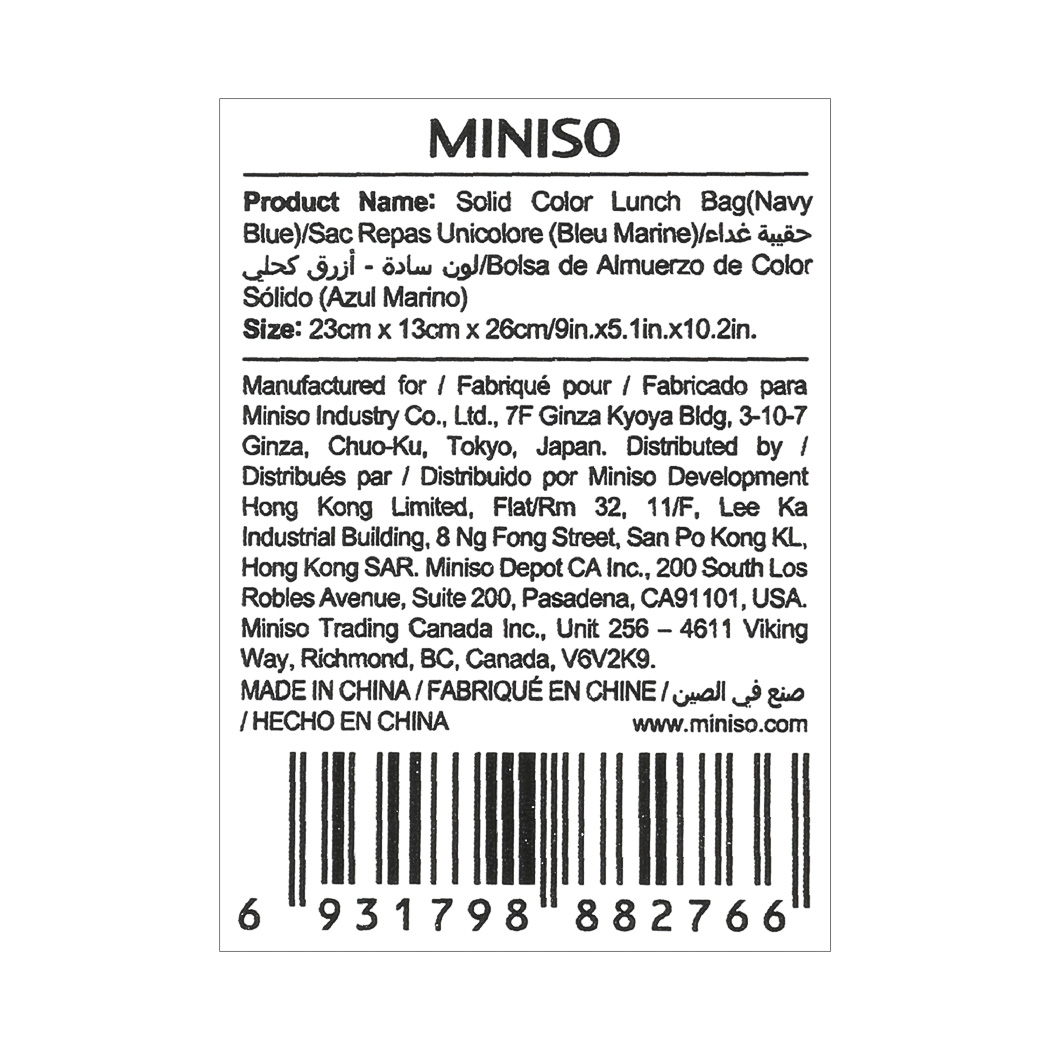 MINISO
Product Name: Solid Color Lunch Bag(Navy
Blue)/Sac Repas Unicolore (Bleu Marine)/حقيبة غداء
لون سادة - أزرق كحلي/Bolsa de Almuerzo de Color
Sólido (Azul Marino)
Size: 23cm x 13cm x 26cm/9in.x5.1in.x10.2in.
Manufactured for / Fabriqué pour / Fabricado para
Miniso Industry Co., Ltd., 7F Ginza Kyoya Bldg, 3-10-7
Ginza, Chuo-Ku, Tokyo, Japan. Distributed by /
Distribués par / Distribuido por Miniso Development
Hong Kong Limited, Flat/Rm 32, 11/F, Lee Ka
Industrial Building, 8 Ng Fong Street, San Po Kong KL,
Hong Kong SAR. Miniso Depot CA Inc., 200 South Los
Robles Avenue, Suite 200, Pasadena, CA91101, USA.
Miniso Trading Canada Inc., Unit 256 – 4611 Viking
Way, Richmond, BC, Canada, V6V2K9.
MADE IN CHINA / FABRIQUÉ EN CHINE / صنع في الصين
/ HECHO EN CHINA www.miniso.com
6 931798 882766